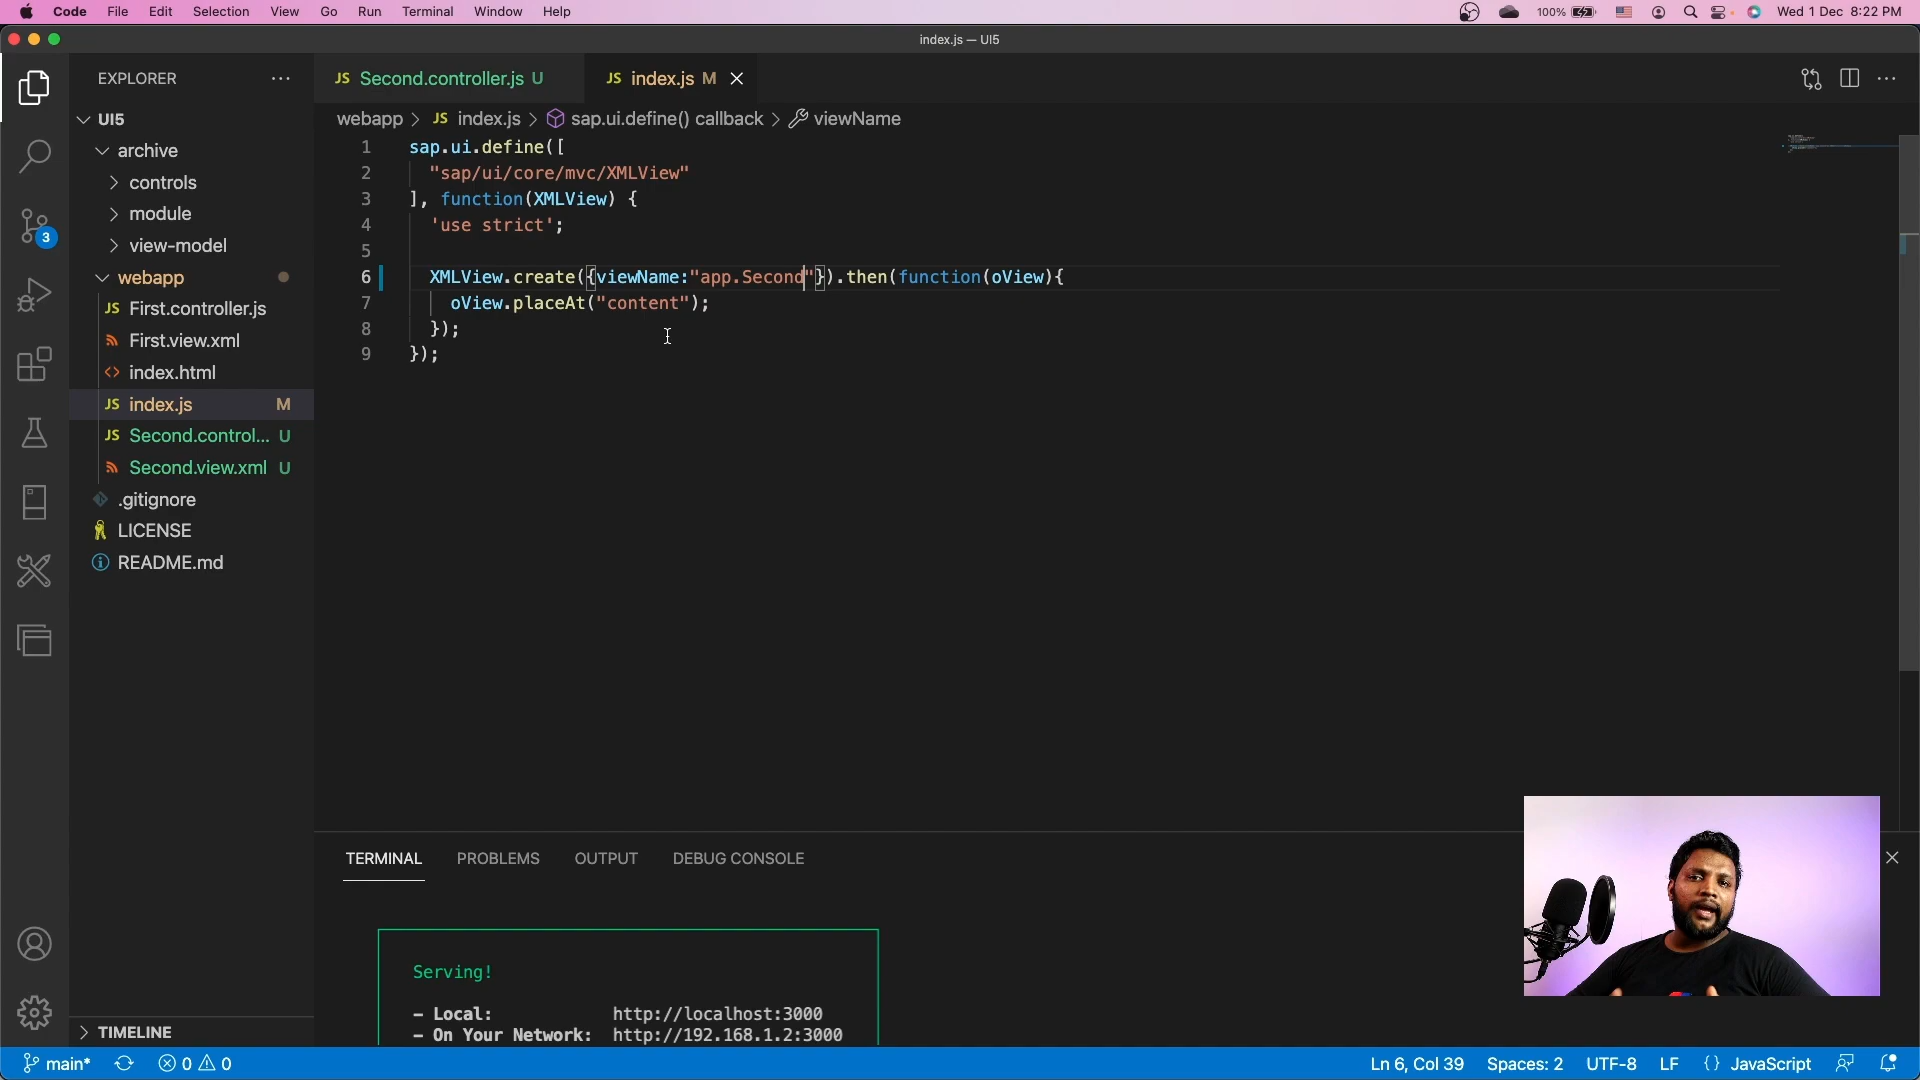 Code File Edit Selection View Go Run Terminal Window Help 100% Wed 1 Dec 8:22 PM
index.js — UI5
EXPLORER
UI5
archive
controls
module
view-model
webapp
JS First.controller.js
First.view.xml
<> index.html
JS index.js M
JS Second.control... U
Second.view.xml U
.gitignore
LICENSE
README.md
TIMELINE
3
JS Second.controller.js U JS index.js M
webapp > JS index.js > sap.ui.define() callback > viewName
1 sap.ui.define([
2 "sap/ui/core/mvc/XMLView"
3 ], function(XMLView) {
4 'use strict';
5
6 XMLView.create({viewName:"app.Second"}).then(function(oView){
7 oView.placeAt("content");
8 });
9 });
TERMINAL PROBLEMS OUTPUT DEBUG CONSOLE
Serving!
- Local: http://localhost:3000
- On Your Network: http://192.168.1.2:3000
main* 0 0 Ln 6, Col 39 Spaces: 2 UTF-8 LF {} JavaScript